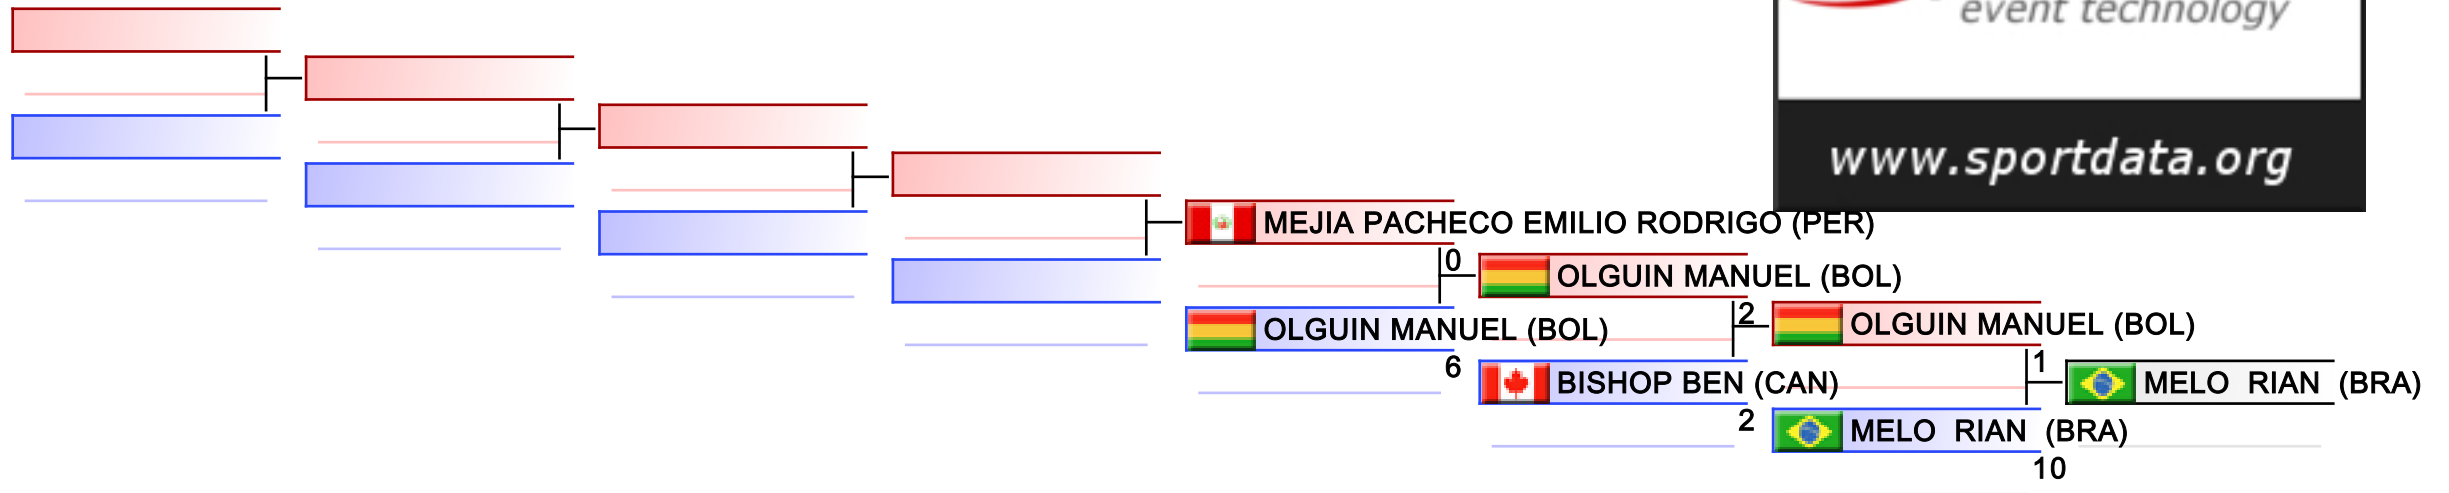 event technology
www.sportdata.org
MEJIA PACHECO EMILIO RODRIGO (PER)
0
OLGUIN MANUEL (BOL)
OLGUIN MANUEL (BOL)
6
2
BISHOP BEN (CAN)
2
OLGUIN MANUEL (BOL)
1
MELO RIAN (BRA)
10
MELO RIAN (BRA)